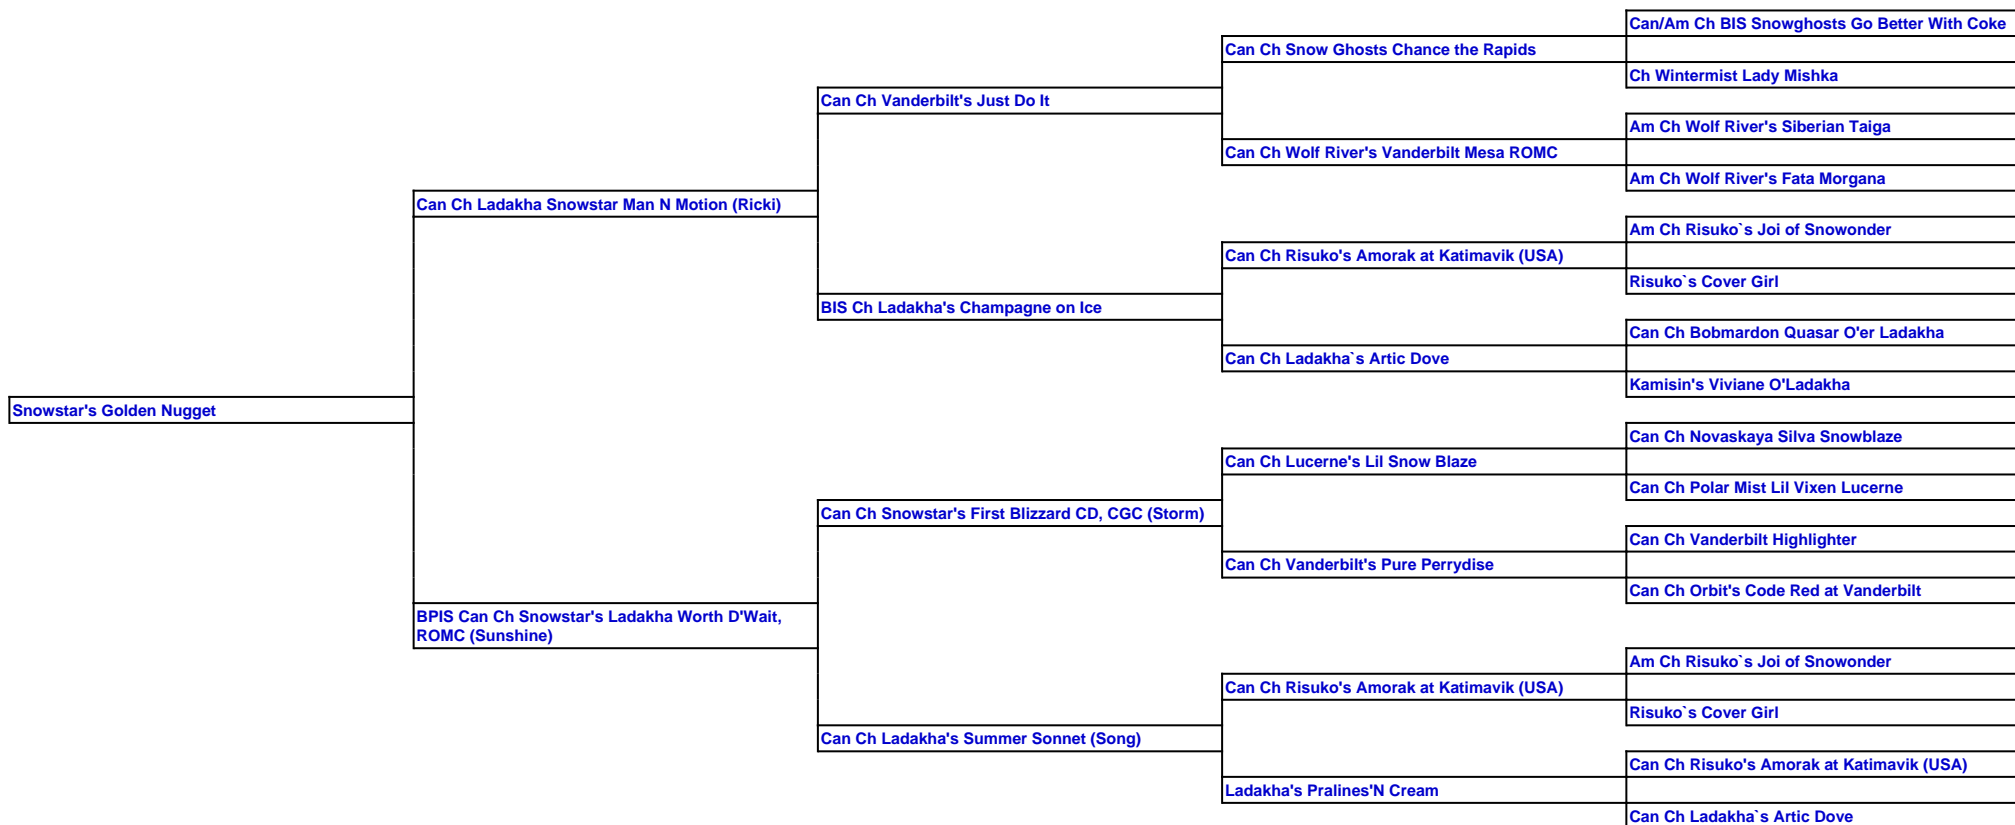 Can/Am Ch BIS Snowghosts Go Better With Coke
Can Ch Snow Ghosts Chance the Rapids
Ch Wintermist Lady Mishka
Can Ch Vanderbilt's Just Do It
Am Ch Wolf River's Siberian Taiga
Can Ch Wolf River's Vanderbilt Mesa ROMC
Am Ch Wolf River's Fata Morgana
Can Ch Ladakha Snowstar Man N Motion (Ricki)
Am Ch Risuko`s Joi of Snowonder
Can Ch Risuko's Amorak at Katimavik (USA)
Risuko`s Cover Girl
BIS Ch Ladakha's Champagne on Ice
Can Ch Bobmardon Quasar O'er Ladakha
Can Ch Ladakha`s Artic Dove
Kamisin's Viviane O'Ladakha
Snowstar's Golden Nugget
Can Ch Novaskaya Silva Snowblaze
Can Ch Lucerne's Lil Snow Blaze
Can Ch Polar Mist Lil Vixen Lucerne
Can Ch Snowstar's First Blizzard CD, CGC (Storm)
Can Ch Vanderbilt Highlighter
Can Ch Vanderbilt's Pure Perrydise
Can Ch Orbit's Code Red at Vanderbilt
BPIS Can Ch Snowstar's Ladakha Worth D'Wait,
ROMC (Sunshine)
Am Ch Risuko`s Joi of Snowonder
Can Ch Risuko's Amorak at Katimavik (USA)
Risuko`s Cover Girl
Can Ch Ladakha's Summer Sonnet (Song)
Can Ch Risuko's Amorak at Katimavik (USA)
Ladakha's Pralines'N Cream
Can Ch Ladakha`s Artic Dove